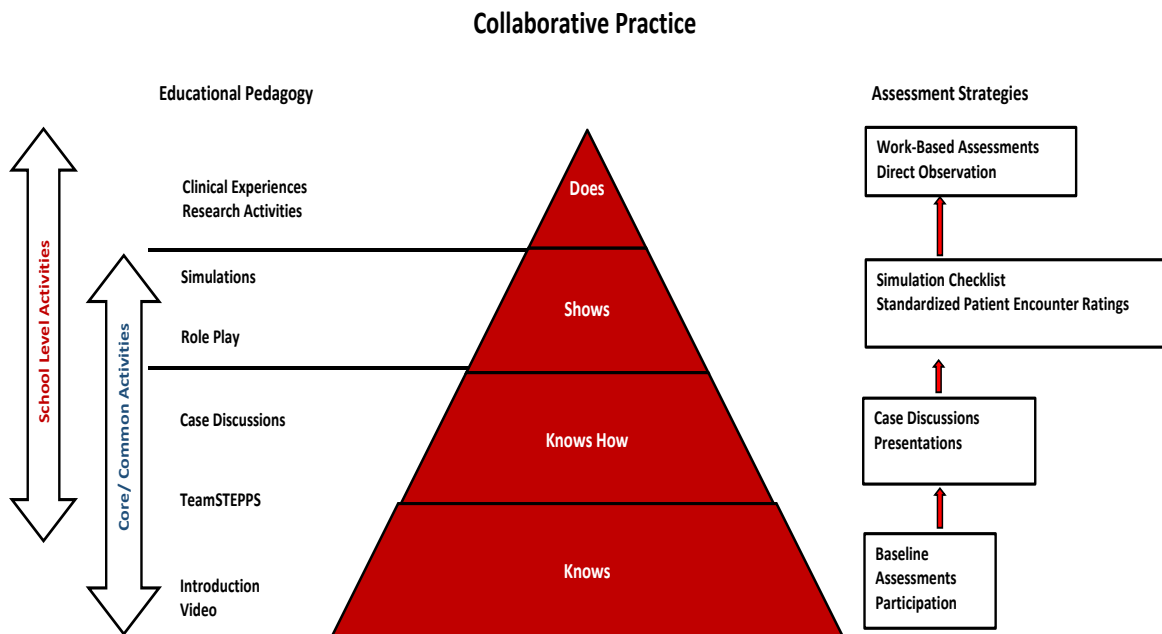 Collaborative Practice
Educational Pedagogy
Assessment Strategies
School Level Activities
Core/ Common Activities
Clinical Experiences
Research Activities
Simulations
Role Play
Case Discussions
TeamSTEPPS
Introduction
Video
Does
Shows
Knows How
Knows
Work-Based Assessments
Direct Observation
Simulation Checklist
Standardized Patient Encounter Ratings
Case Discussions
Presentations
Baseline
Assessments
Participation